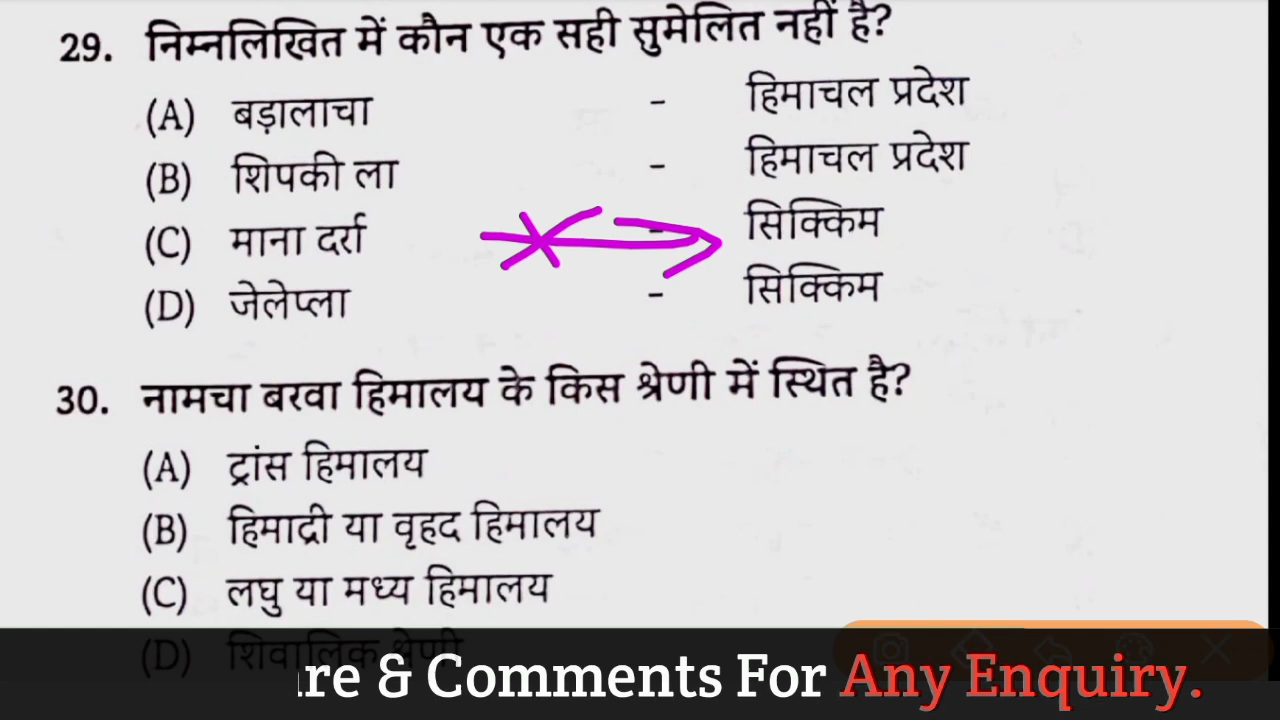 29. निम्नलिखित में कौन एक सही सुमेलित नहीं है?
(A) बड़ालाचा - हिमाचल प्रदेश
(B) शिपकी ला - हिमाचल प्रदेश
(C) माना दर्रा - सिक्किम
(D) जेलेप्ला - सिक्किम
30. नामचा बरवा हिमालय के किस श्रेणी में स्थित है?
(A) ट्रांस हिमालय
(B) हिमाद्री या वृहद हिमालय
(C) लघु या मध्य हिमालय
(D) शिवालिक श्रेणी
& Comments For Any Enquiry.